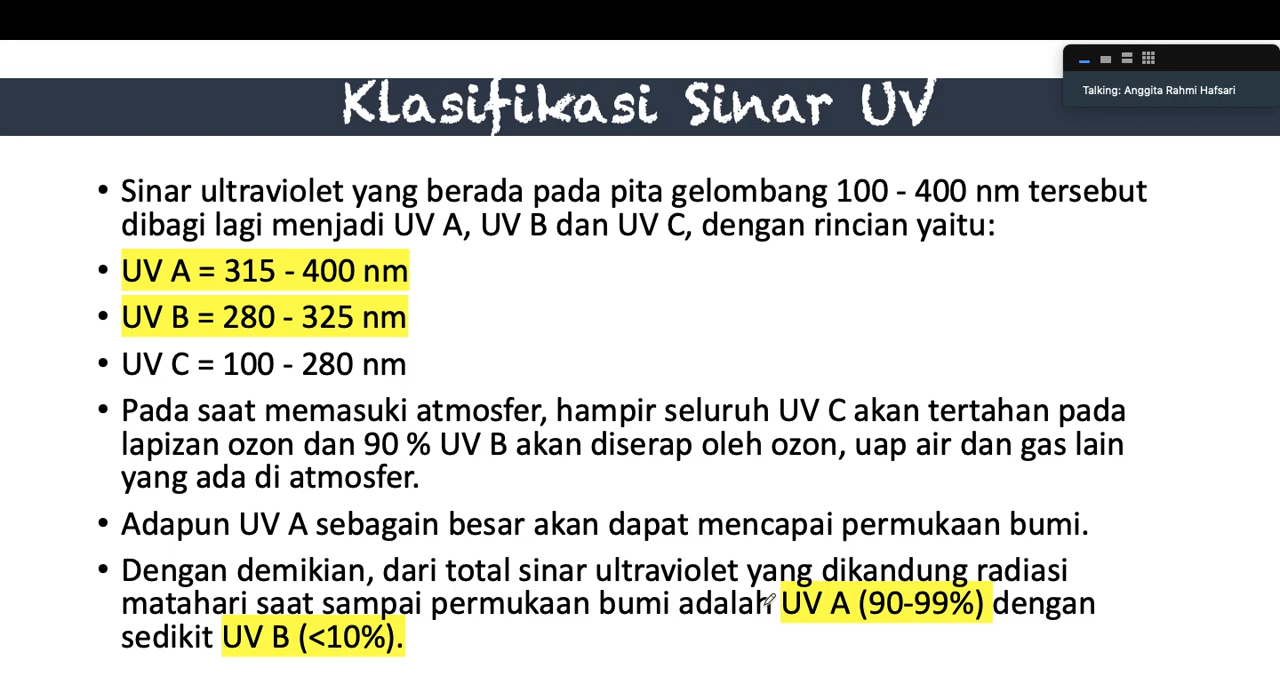 Talking: Anggita Rahmi Hafsari
Klasifikasi Sinar UV
• Sinar ultraviolet yang berada pada pita gelombang 100 - 400 nm tersebut
dibagi lagi menjadi UV A, UV B dan UV C, dengan rincian yaitu:
• UV A = 315 - 400 nm
• UV B = 280 - 325 nm
• UV C = 100 - 280 nm
• Pada saat memasuki atmosfer, hampir seluruh UV C akan tertahan pada
lapizan ozon dan 90 % UV B akan diserap oleh ozon, uap air dan gas lain
yang ada di atmosfer.
• Adapun UV A sebagain besar akan dapat mencapai permukaan bumi.
• Dengan demikian, dari total sinar ultraviolet yang dikandung radiasi
matahari saat sampai permukaan bumi adalah UV A (90-99%) dengan
sedikit UV B (<10%).